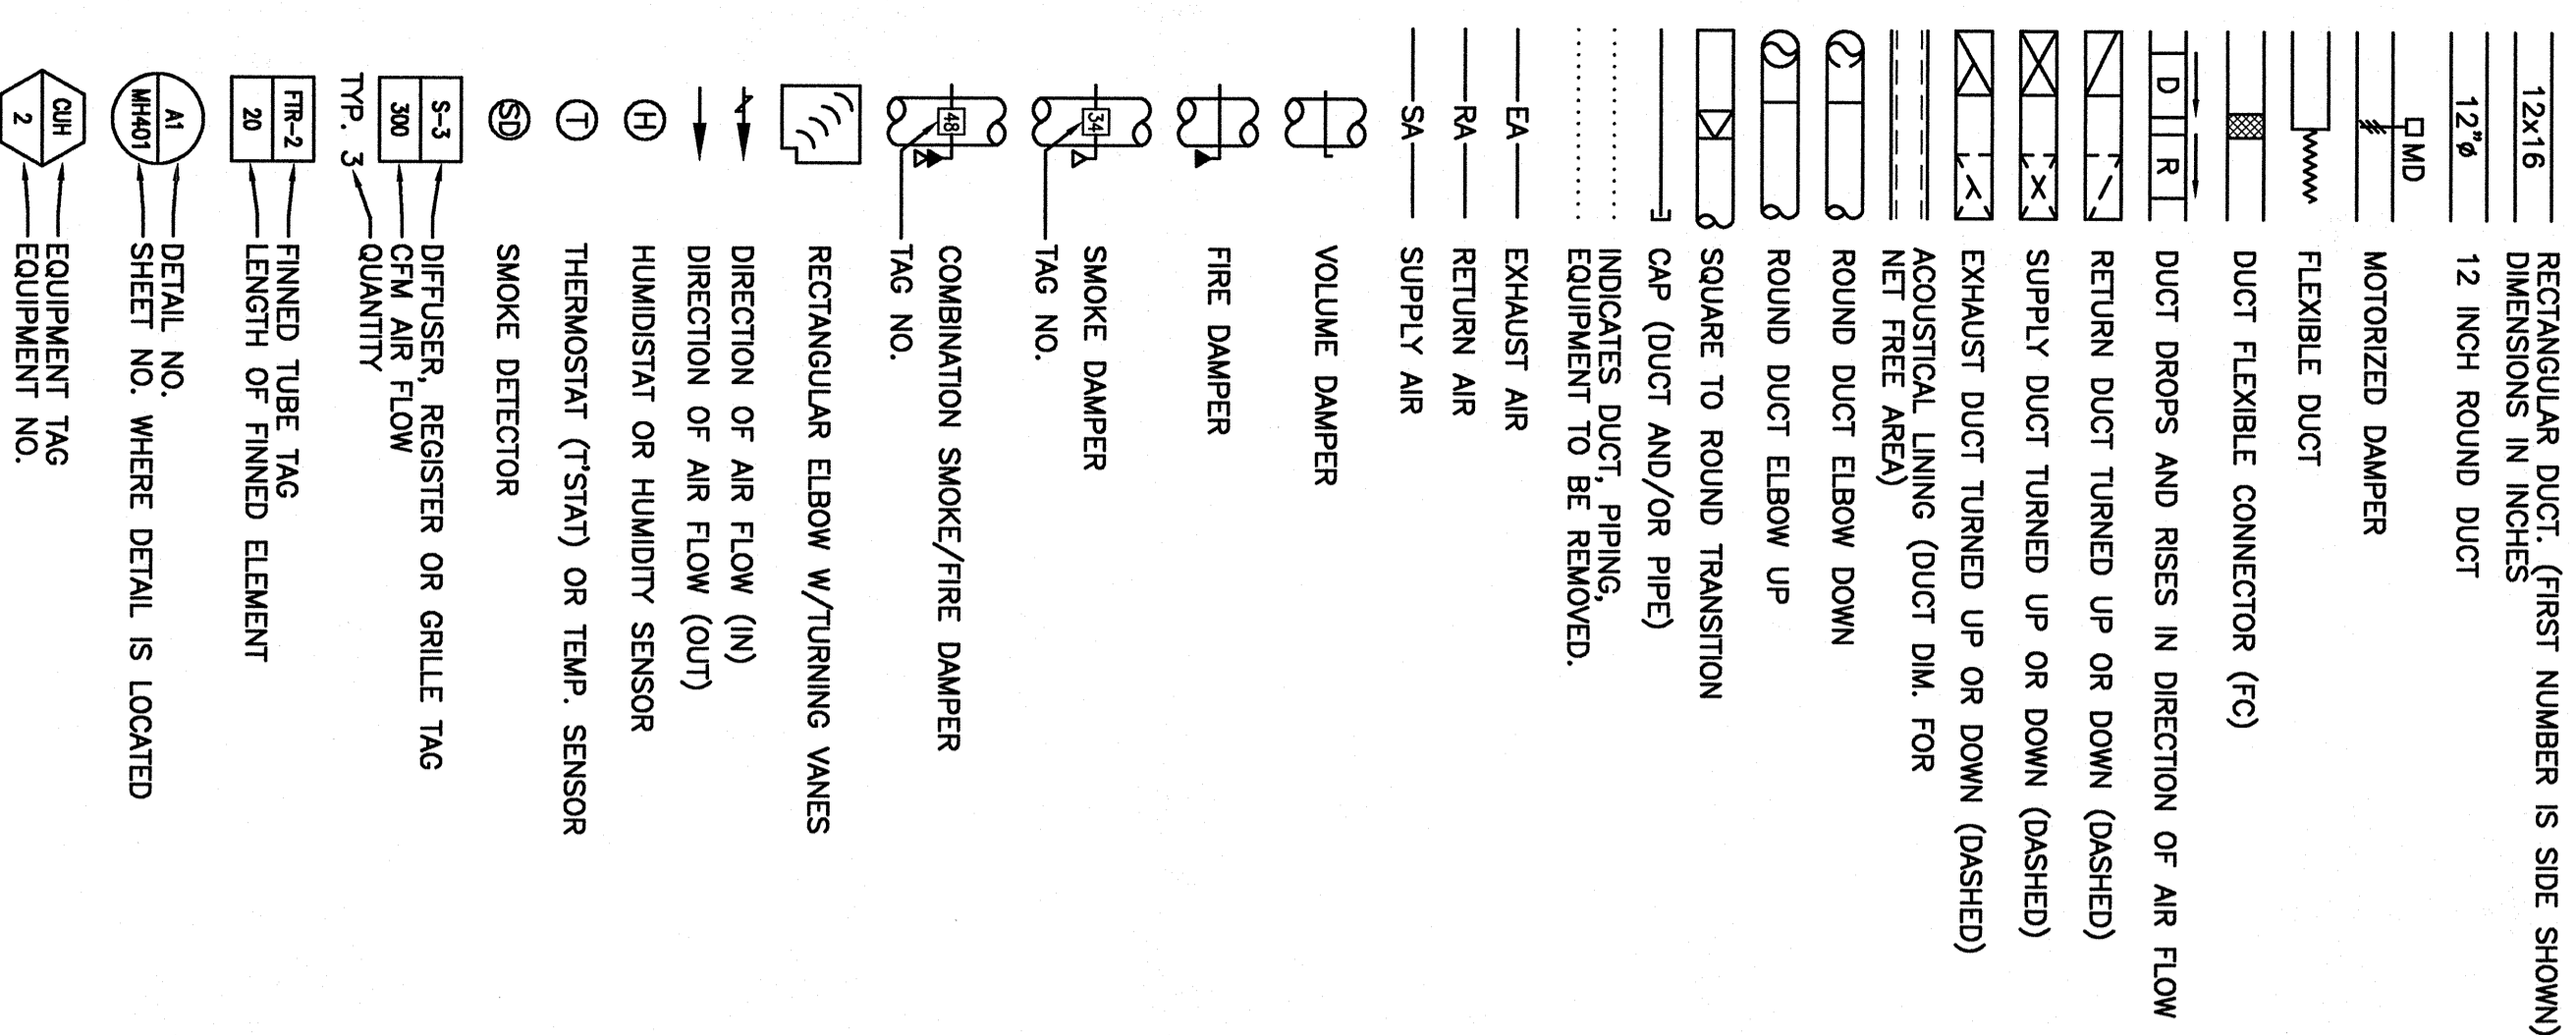 12x16
RECTANGULAR DUCT. (FIRST NUMBER IS SIDE SHOWN)
DIMENSIONS IN INCHES
12"ø
12 INCH ROUND DUCT
MD
MOTORIZED DAMPER
FLEXIBLE DUCT
DUCT FLEXIBLE CONNECTOR (FC)
D R
DUCT DROPS AND RISES IN DIRECTION OF AIR FLOW
RETURN DUCT TURNED UP OR DOWN (DASHED)
SUPPLY DUCT TURNED UP OR DOWN (DASHED)
EXHAUST DUCT TURNED UP OR DOWN (DASHED)
ACOUSTICAL LINING (DUCT DIM. FOR
NET FREE AREA)
ROUND DUCT ELBOW DOWN
ROUND DUCT ELBOW UP
SQUARE TO ROUND TRANSITION
CAP (DUCT AND/OR PIPE)
INDICATES DUCT, PIPING,
EQUIPMENT TO BE REMOVED.
EA
EXHAUST AIR
RA
RETURN AIR
SA
SUPPLY AIR
VOLUME DAMPER
FIRE DAMPER
34
SMOKE DAMPER
TAG NO.
48
COMBINATION SMOKE/FIRE DAMPER
TAG NO.
RECTANGULAR ELBOW W/TURNING VANES
DIRECTION OF AIR FLOW (IN)
DIRECTION OF AIR FLOW (OUT)
H
HUMIDISTAT OR HUMIDITY SENSOR
T
THERMOSTAT (T'STAT) OR TEMP. SENSOR
SD
SMOKE DETECTOR
S-3
DIFFUSER, REGISTER OR GRILLE TAG
300
CFM AIR FLOW
TYP. 3
QUANTITY
FTR-2
FINNED TUBE TAG
20
LENGTH OF FINNED ELEMENT
A1
DETAIL NO.
MH401
SHEET NO. WHERE DETAIL IS LOCATED
CUH
EQUIPMENT TAG
2
EQUIPMENT NO.